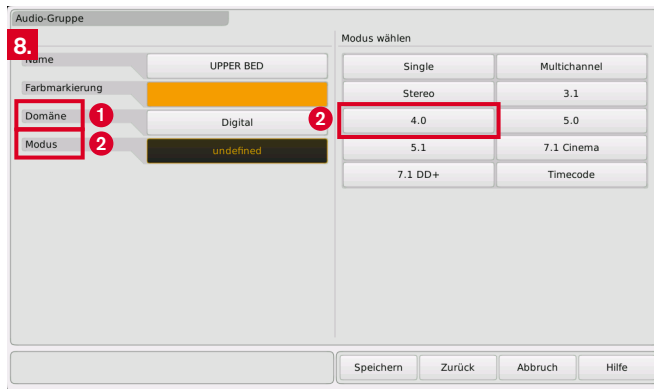 Audio-Gruppe
8.
Name
UPPER BED
Farbmarkierung
Domäne
1
Digital
Modus
2
undefined
Modus wählen
Single
Multichannel
Stereo
3.1
2
4.0
5.0
5.1
7.1 Cinema
7.1 DD+
Timecode
Speichern
Zurück
Abbruch
Hilfe